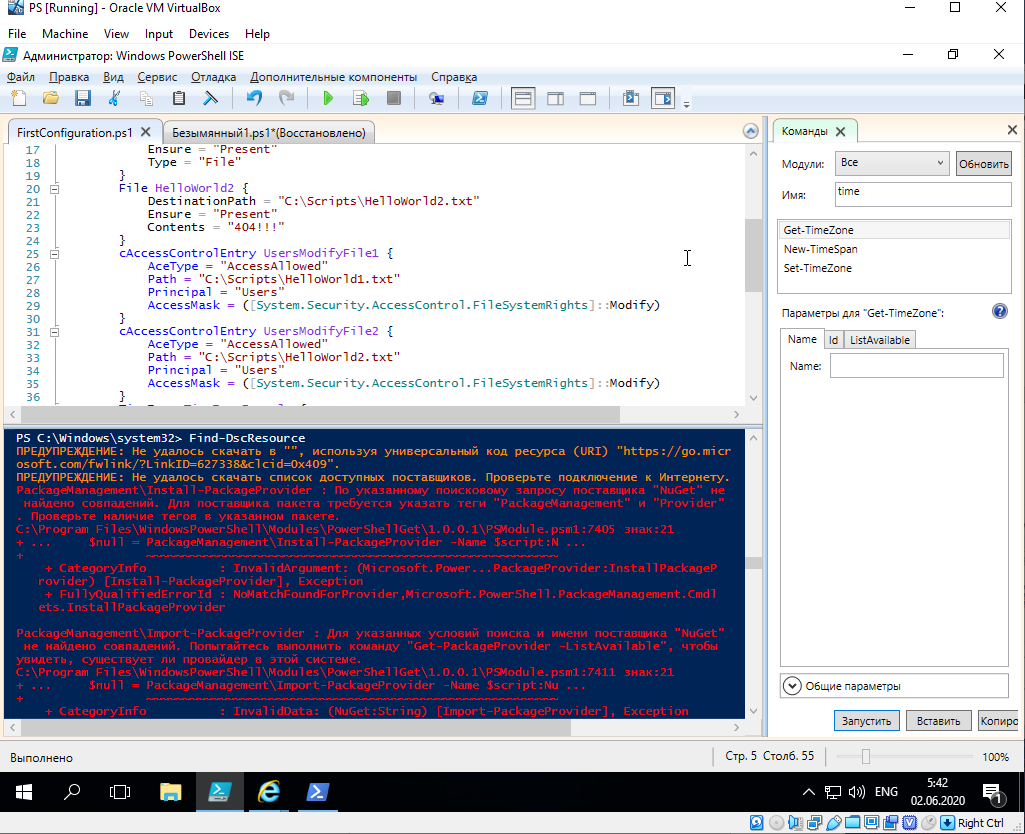 PS [Running] - Oracle VM VirtualBox
File Machine View Input Devices Help
Администратор: Windows PowerShell ISE
Файл Правка Вид Сервис Отладка Дополнительные компоненты Справка
FirstConfiguration.ps1
Безымянный1.ps1*(Восстановлено)
17 Ensure = "Present"
18 Type = "File"
19 }
20 File HelloWorld2 {
21 DestinationPath = "C:\Scripts\HelloWorld2.txt"
22 Ensure = "Present"
23 Contents = "404!!!"
24 }
25 cAccessControlEntry UsersModifyFile1 {
26 AceType = "AccessAllowed"
27 Path = "C:\Scripts\HelloWorld1.txt"
28 Principal = "Users"
29 AccessMask = ([System.Security.AccessControl.FileSystemRights]::Modify)
30 }
31 cAccessControlEntry UsersModifyFile2 {
32 AceType = "AccessAllowed"
33 Path = "C:\Scripts\HelloWorld2.txt"
34 Principal = "Users"
35 AccessMask = ([System.Security.AccessControl.FileSystemRights]::Modify)
36 }
PS C:\Windows\system32> Find-DscResource
ПРЕДУПРЕЖДЕНИЕ: Не удалось скачать в "", используя универсальный код ресурса (URI) "https://go.micr
osoft.com/fwlink/?LinkID=627338&clcid=0x409".
ПРЕДУПРЕЖДЕНИЕ: Не удалось скачать список доступных поставщиков. Проверьте подключение к Интернету.
PackageManagement\Install-PackageProvider : По указанному поисковому запросу поставщика "NuGet" не
найдено совпадений. Для поставщика пакета требуется указать теги "PackageManagement" и "Provider"
. Проверьте наличие тегов в указанном пакете.
C:\Program Files\WindowsPowerShell\Modules\PowerShellGet\1.0.0.1\PSModule.psm1:7405 знак:21
+ ... $null = PackageManagement\Install-PackageProvider -Name $script:N ...
+ ~~~~~~~~~~~~~~~~~~~~~~~~~~~~~~~~~~~~~~~~~~~~~~~~~~~~~~~~~
+ CategoryInfo : InvalidArgument: (Microsoft.Power...PackageProvider:InstallPackageP
rovider) [Install-PackageProvider], Exception
+ FullyQualifiedErrorId : NoMatchFoundForProvider,Microsoft.PowerShell.PackageManagement.Cmdl
ets.InstallPackageProvider
PackageManagement\Import-PackageProvider : Для указанных условий поиска и имени поставщика "NuGet"
не найдено совпадений. Попытайтесь выполнить команду "Get-PackageProvider -ListAvailable", чтобы
увидеть, существует ли провайдер в этой системе.
C:\Program Files\WindowsPowerShell\Modules\PowerShellGet\1.0.0.1\PSModule.psm1:7411 знак:21
+ ... $null = PackageManagement\Import-PackageProvider -Name $script:Nu ...
+ ~~~~~~~~~~~~~~~~~~~~~~~~~~~~~~~~~~~~~~~~~~~~~~~~~~~~~~~~~
+ CategoryInfo : InvalidData: (NuGet:String) [Import-PackageProvider], Exception
Команды
Модули: Все Обновить
Имя: time
Get-TimeZone
New-TimeSpan
Set-TimeZone
Параметры для "Get-TimeZone":
Name Id ListAvailable
Name:
Общие параметры
Запустить Вставить Копиро
Выполнено
Стр. 5 Столб. 55
100%
ENG
5:42
02.06.2020
1
Right Ctrl